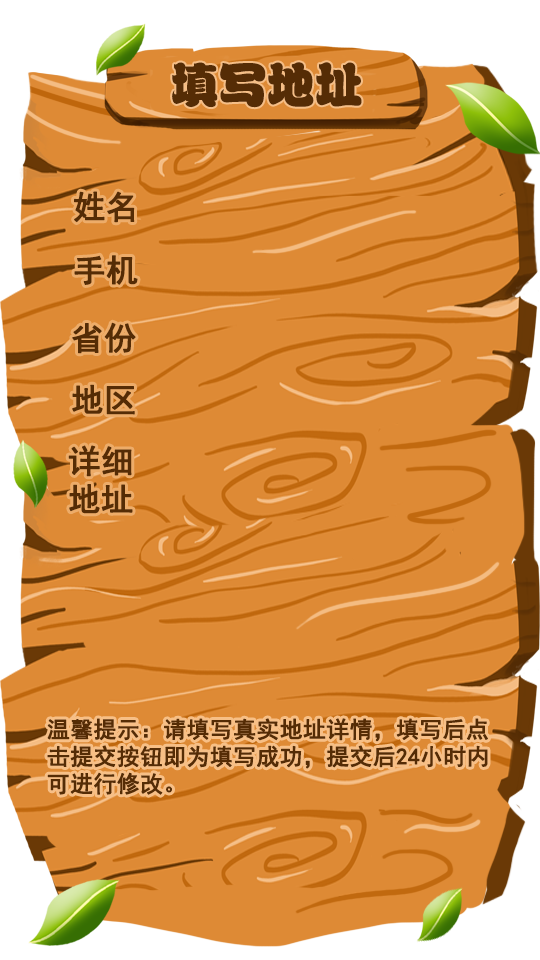 填写地址
姓名
手机
省份
地区
详细
地址
温馨提示：请填写真实地址详情，填写后点
击提交按钮即为填写成功，提交后24小时内
可进行修改。